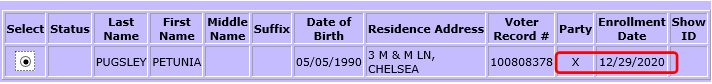 Select Status Last Name First Name Middle Name Suffix Date of Birth Residence Address Voter Record # Party Enrollment Date Show ID
PUGSLEY PETUNIA 05/05/1990 3 M & M LN, CHELSEA 100808378 X 12/29/2020